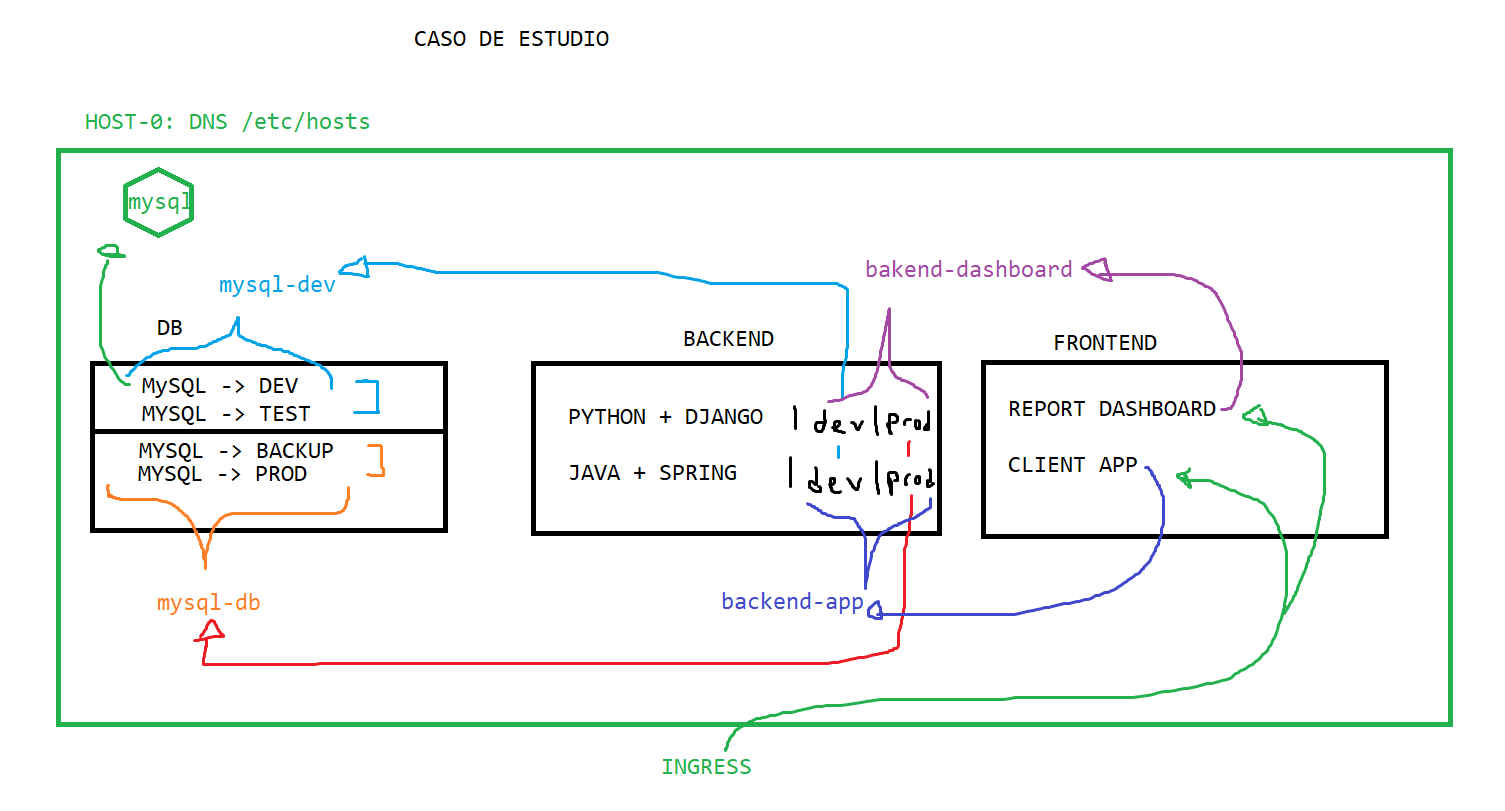 CASO DE ESTUDIO
HOST-0: DNS /etc/hosts
mysql
mysql-dev
bakend-dashboard
DB
BACKEND
FRONTEND
MySQL -> DEV
MYSQL -> TEST
MYSQL -> BACKUP
MYSQL -> PROD
PYTHON + DJANGO | dev|prod
JAVA + SPRING | dev|prod
REPORT DASHBOARD
CLIENT APP
mysql-db
backend-app
INGRESS